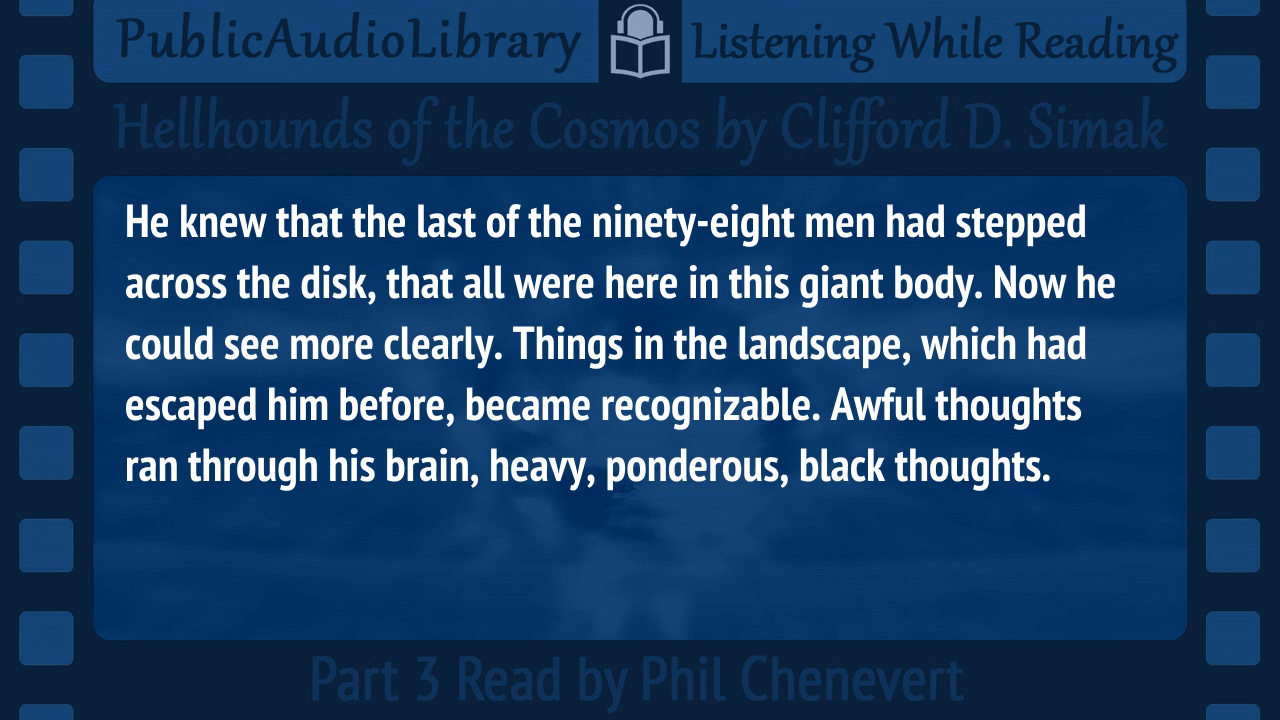 PublicAudioLibrary Listening While Reading
Hellhounds of the Cosmos by Clifford D. Simak
He knew that the last of the ninety-eight men had stepped
across the disk, that all were here in this giant body. Now he
could see more clearly. Things in the landscape, which had
escaped him before, became recognizable. Awful thoughts
ran through his brain, heavy, ponderous, black thoughts.
Part 3 Read by Phil Chenevert